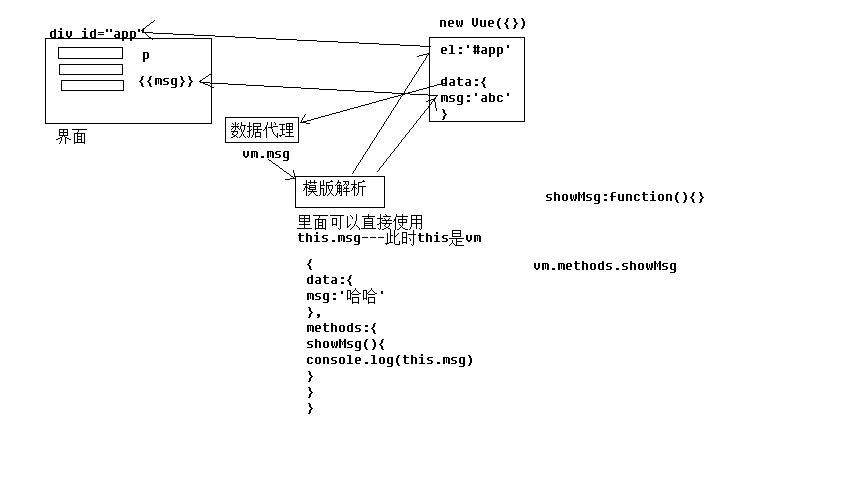 new Vue({})
div id="app"
el:'#app'
p
{{msg}}
data:{
msg:'abc'
}
界面
数据代理
vm.msg
模版解析
showMsg:function(){}
里面可以直接使用
this.msg---此时this是vm
vm.methods.showMsg
{
data:{
msg:'哈哈'
},
methods:{
showMsg(){
console.log(this.msg)
}
}
}